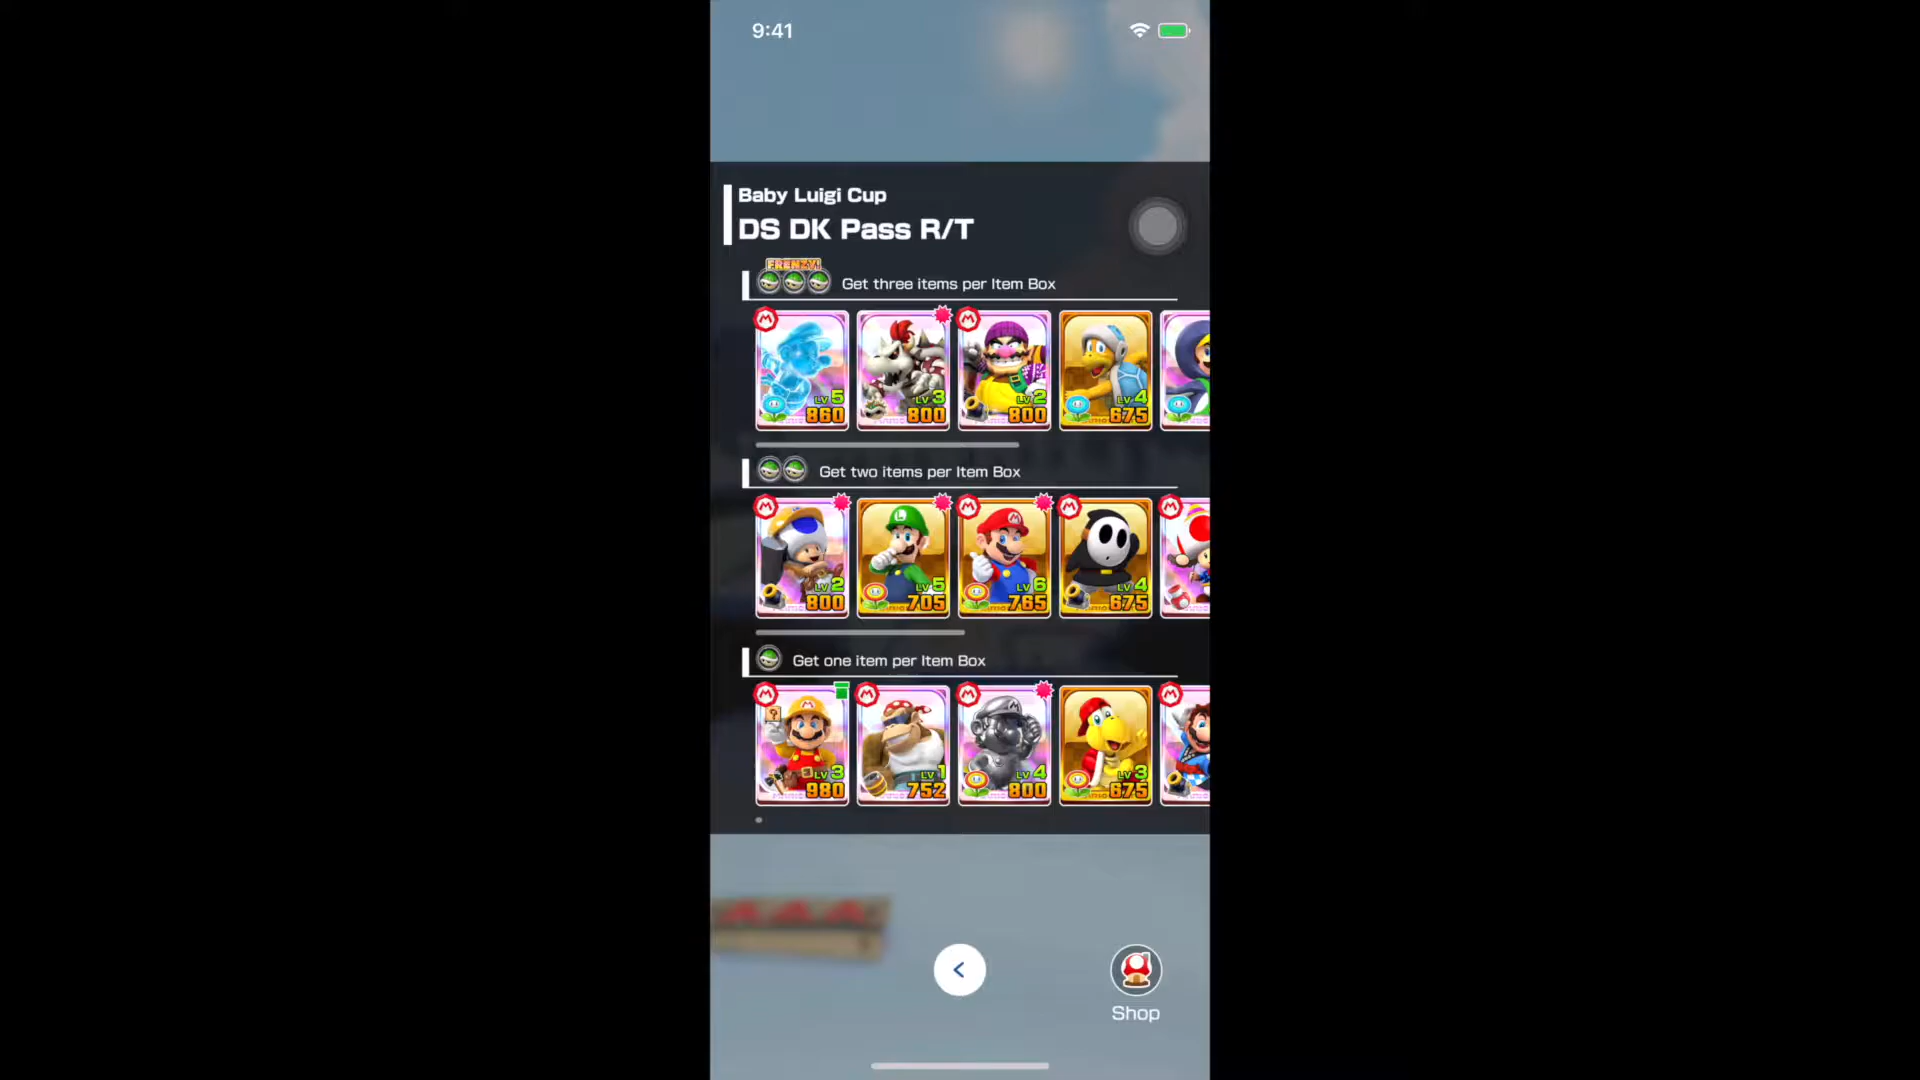 9:41
Baby Luigi Cup
DS DK Pass R/T
FRENZY!
Get three items per Item Box
LV 5 LV 3 LV 2 LV 4
860 800 800 675
Get two items per Item Box
LV 2 LV 5 LV 6 LV 4
800 705 765 675
Get one item per Item Box
LV 3 LV 1 LV 4 LV 3
980 752 800 675
Shop